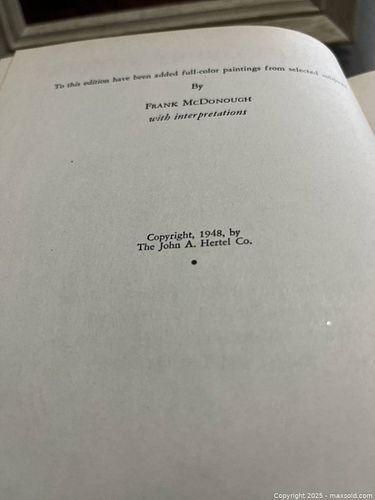 To this edition have been added full-color paintings from selected
By
FRANK MCDONOUGH
with interpretations
Copyright, 1948, by
The John A. Hertel Co.
Copyright 2025 - maxsold.com